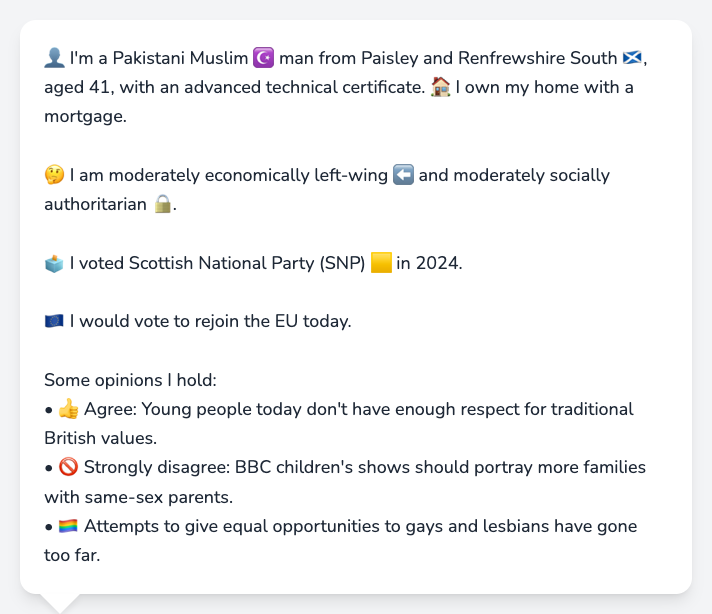 👤 I'm a Pakistani Muslim ☪️ man from Paisley and Renfrewshire South 🏴󠁧󠁢󠁳󠁣󠁴󠁿,
aged 41, with an advanced technical certificate. 🏠 I own my home with a
mortgage.
🤔 I am moderately economically left-wing ⬅️ and moderately socially
authoritarian 🔒.
🗳️ I voted Scottish National Party (SNP) 🟨 in 2024.
🇪🇺 I would vote to rejoin the EU today.
Some opinions I hold:
• 👍 Agree: Young people today don't have enough respect for traditional
British values.
• 🚫 Strongly disagree: BBC children's shows should portray more families
with same-sex parents.
• 🏳️‍🌈 Attempts to give equal opportunities to gays and lesbians have gone
too far.